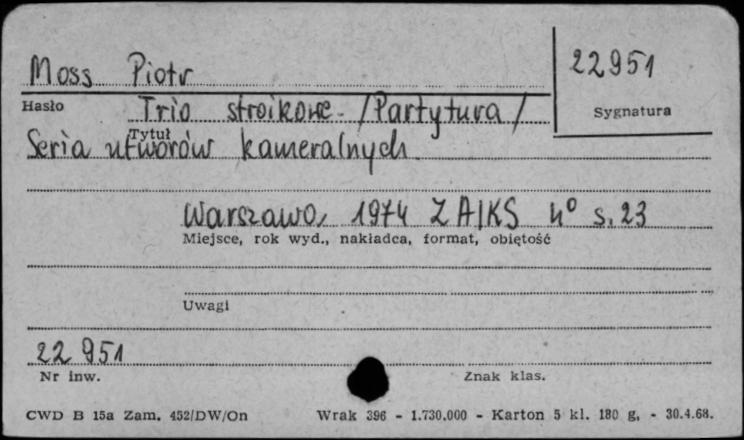 Moss Piotr
22951
Hasło
Sygnatura
Trio stroikowe. /Partytura/
Tytuł
Seria utworów kameralnych
Warszawa, 1974 ZAIKS 4° s. 23
Miejsce, rok wyd., nakładca, format, objętość
Uwagi
22 951
Nr inw.
Znak klas.
CWD B 15a Zam. 452/DW/On Wrak 396 - 1.730.000 - Karton 5 kl. 180 g. - 30.4.68.